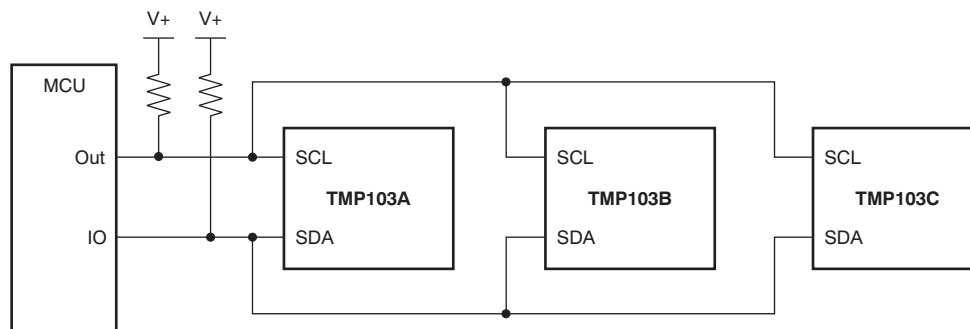 V+ V+
MCU
Out SCL SCL SCL
TMP103A TMP103B TMP103C
IO SDA SDA SDA